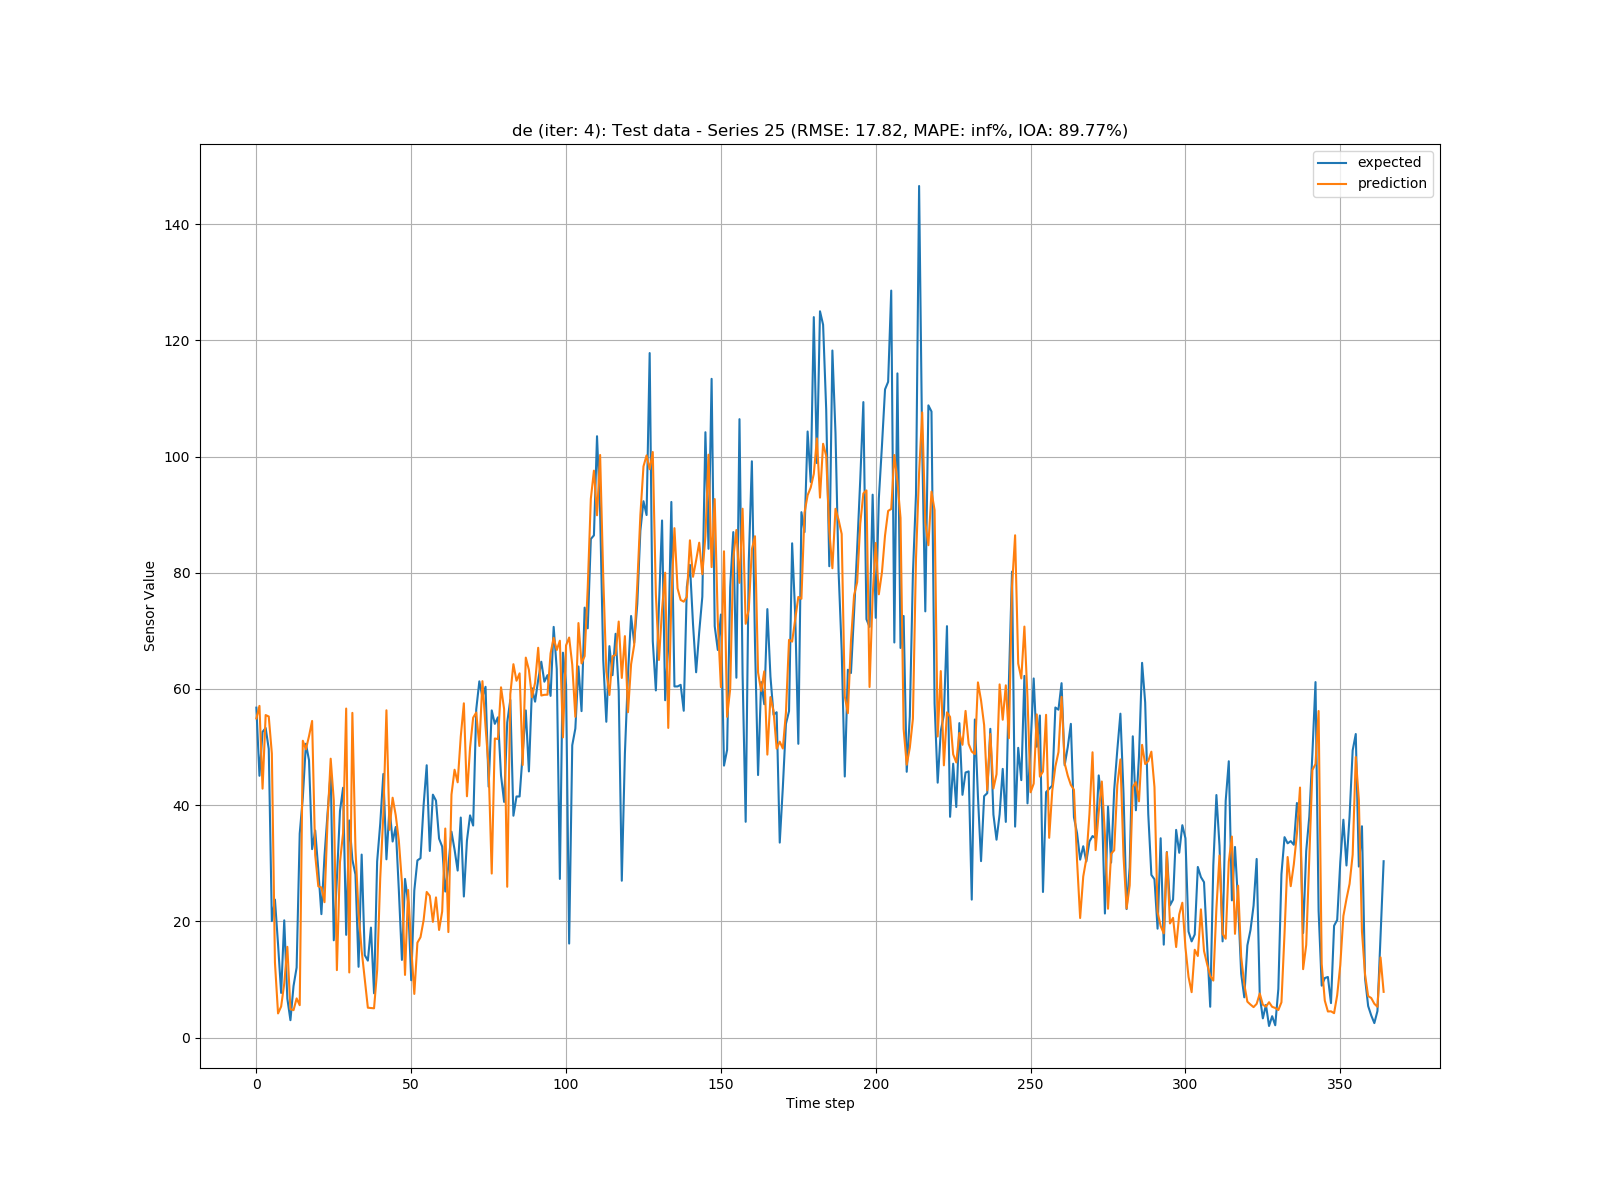 de (iter: 4): Test data - Series 25 (RMSE: 17.82, MAPE: inf%, IOA: 89.77%)
expected
prediction
Sensor Value
140
120
100
80
60
40
20
0
0 50 100 150 200 250 300 350
Time step